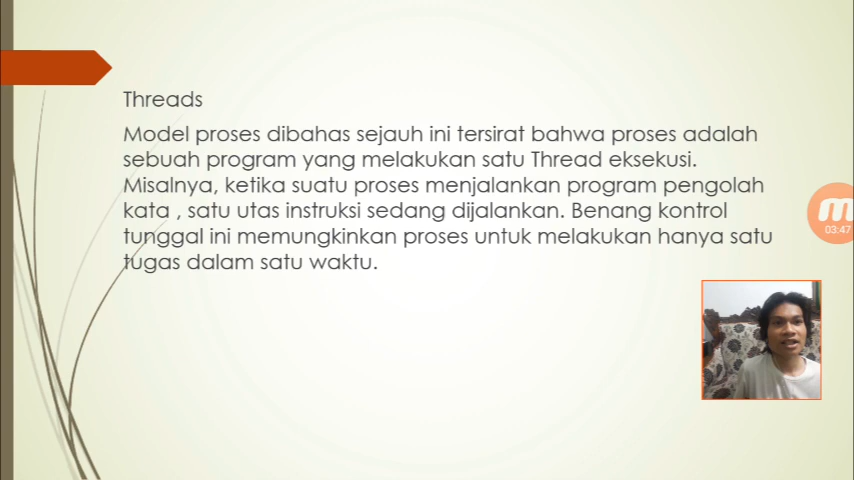 Threads
Model proses dibahas sejauh ini tersirat bahwa proses adalah
sebuah program yang melakukan satu Thread eksekusi.
Misalnya, ketika suatu proses menjalankan program pengolah
kata , satu utas instruksi sedang dijalankan. Benang kontrol
tunggal ini memungkinkan proses untuk melakukan hanya satu
tugas dalam satu waktu.
03:47